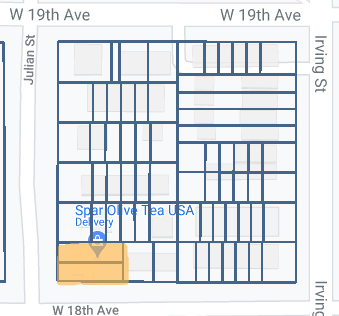 W 19th Ave
W 19th Ave
Julian St
Irving St
Spar Olive Tea USA
Delivery
Irving
W 18th Ave